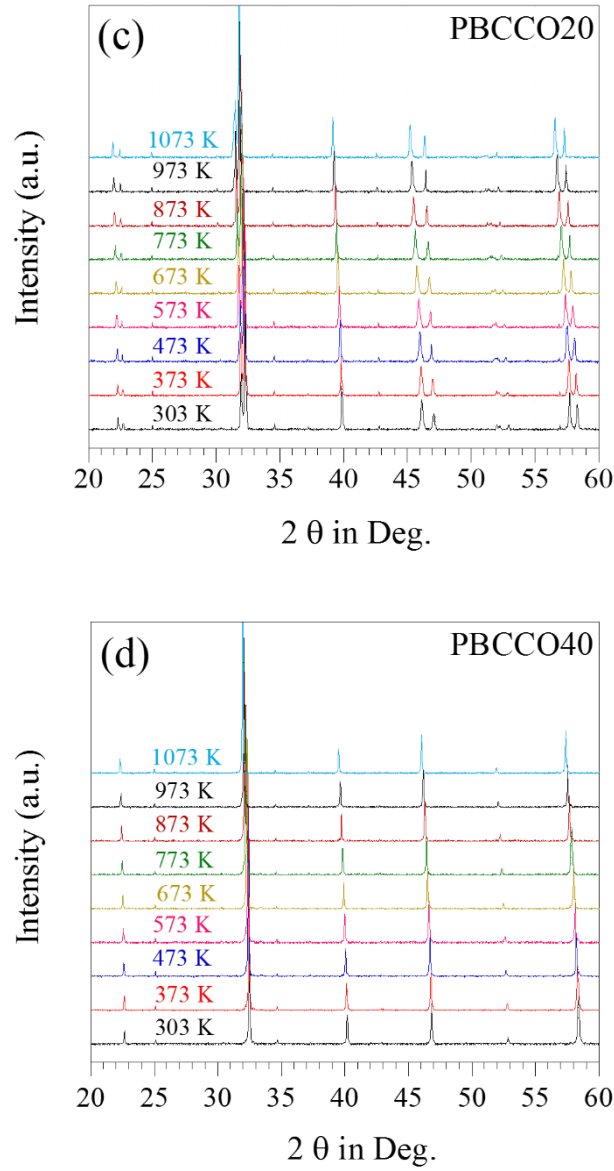 (c)
PBCCO20
Intensity (a.u.)
1073 K
973 K
873 K
773 K
673 K
573 K
473 K
373 K
303 K
20 25 30 35 40 45 50 55 60
2 θ in Deg.
(d)
PBCCO40
Intensity (a.u.)
1073 K
973 K
873 K
773 K
673 K
573 K
473 K
373 K
303 K
20 25 30 35 40 45 50 55 60
2 θ in Deg.